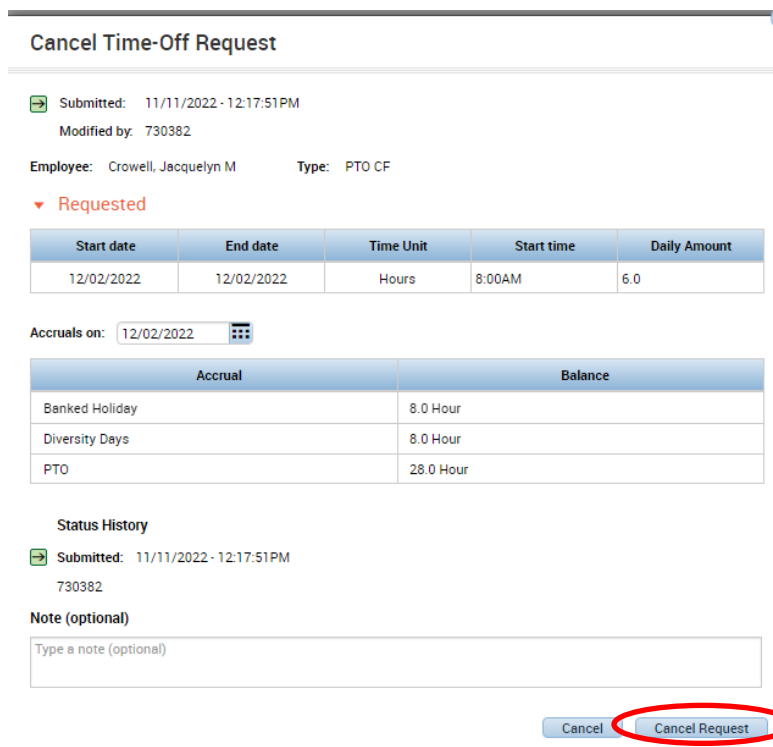 Cancel Time-Off Request
Submitted: 11/11/2022 - 12:17:51PM
Modified by: 730382
Employee: Crowell, Jacquelyn M Type: PTO CF
Requested
Start date End date Time Unit Start time Daily Amount
12/02/2022 12/02/2022 Hours 8:00AM 6.0
Accruals on: 12/02/2022
Accrual Balance
Banked Holiday 8.0 Hour
Diversity Days 8.0 Hour
PTO 28.0 Hour
Status History
Submitted: 11/11/2022 - 12:17:51PM
730382
Note (optional)
Type a note (optional)
Cancel Cancel Request